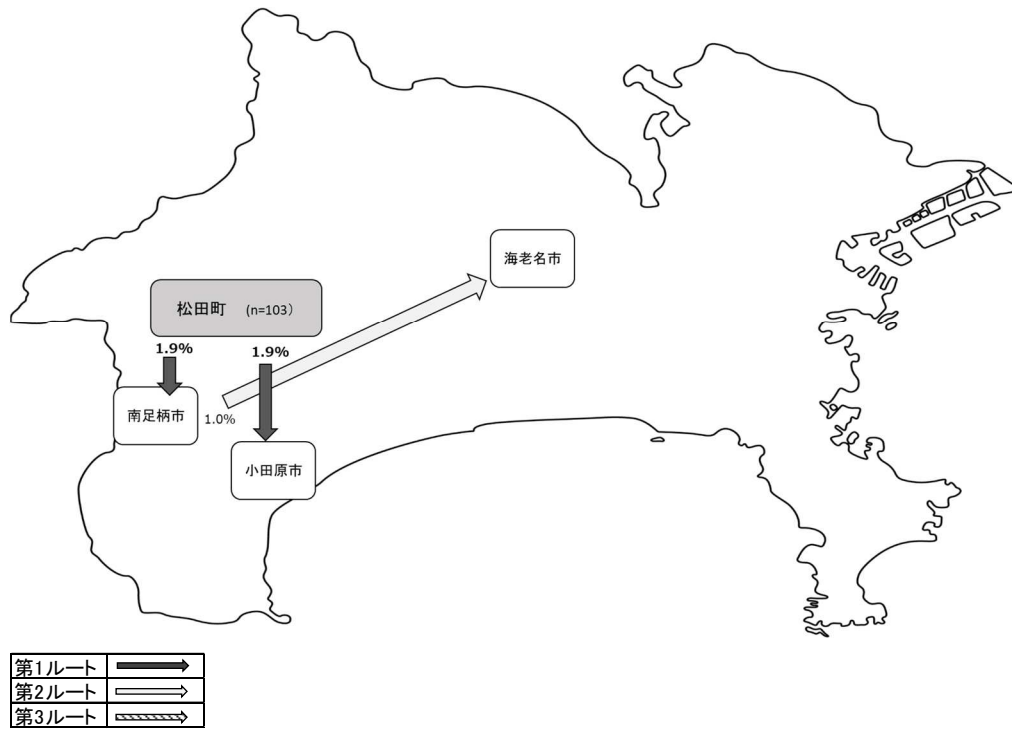 海老名市
松田町 (n=103）
1.9%
1.9%
南足柄市
1.0%
小田原市
第1ルート
第2ルート
第3ルート